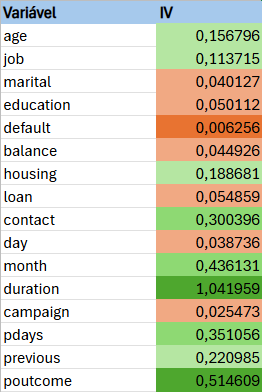 Variável IV
age 0,156796
job 0,113715
marital 0,040127
education 0,050112
default 0,006256
balance 0,044926
housing 0,188681
loan 0,054859
contact 0,300396
day 0,038736
month 0,436131
duration 1,041959
campaign 0,025473
pdays 0,351056
previous 0,220985
poutcome 0,514609